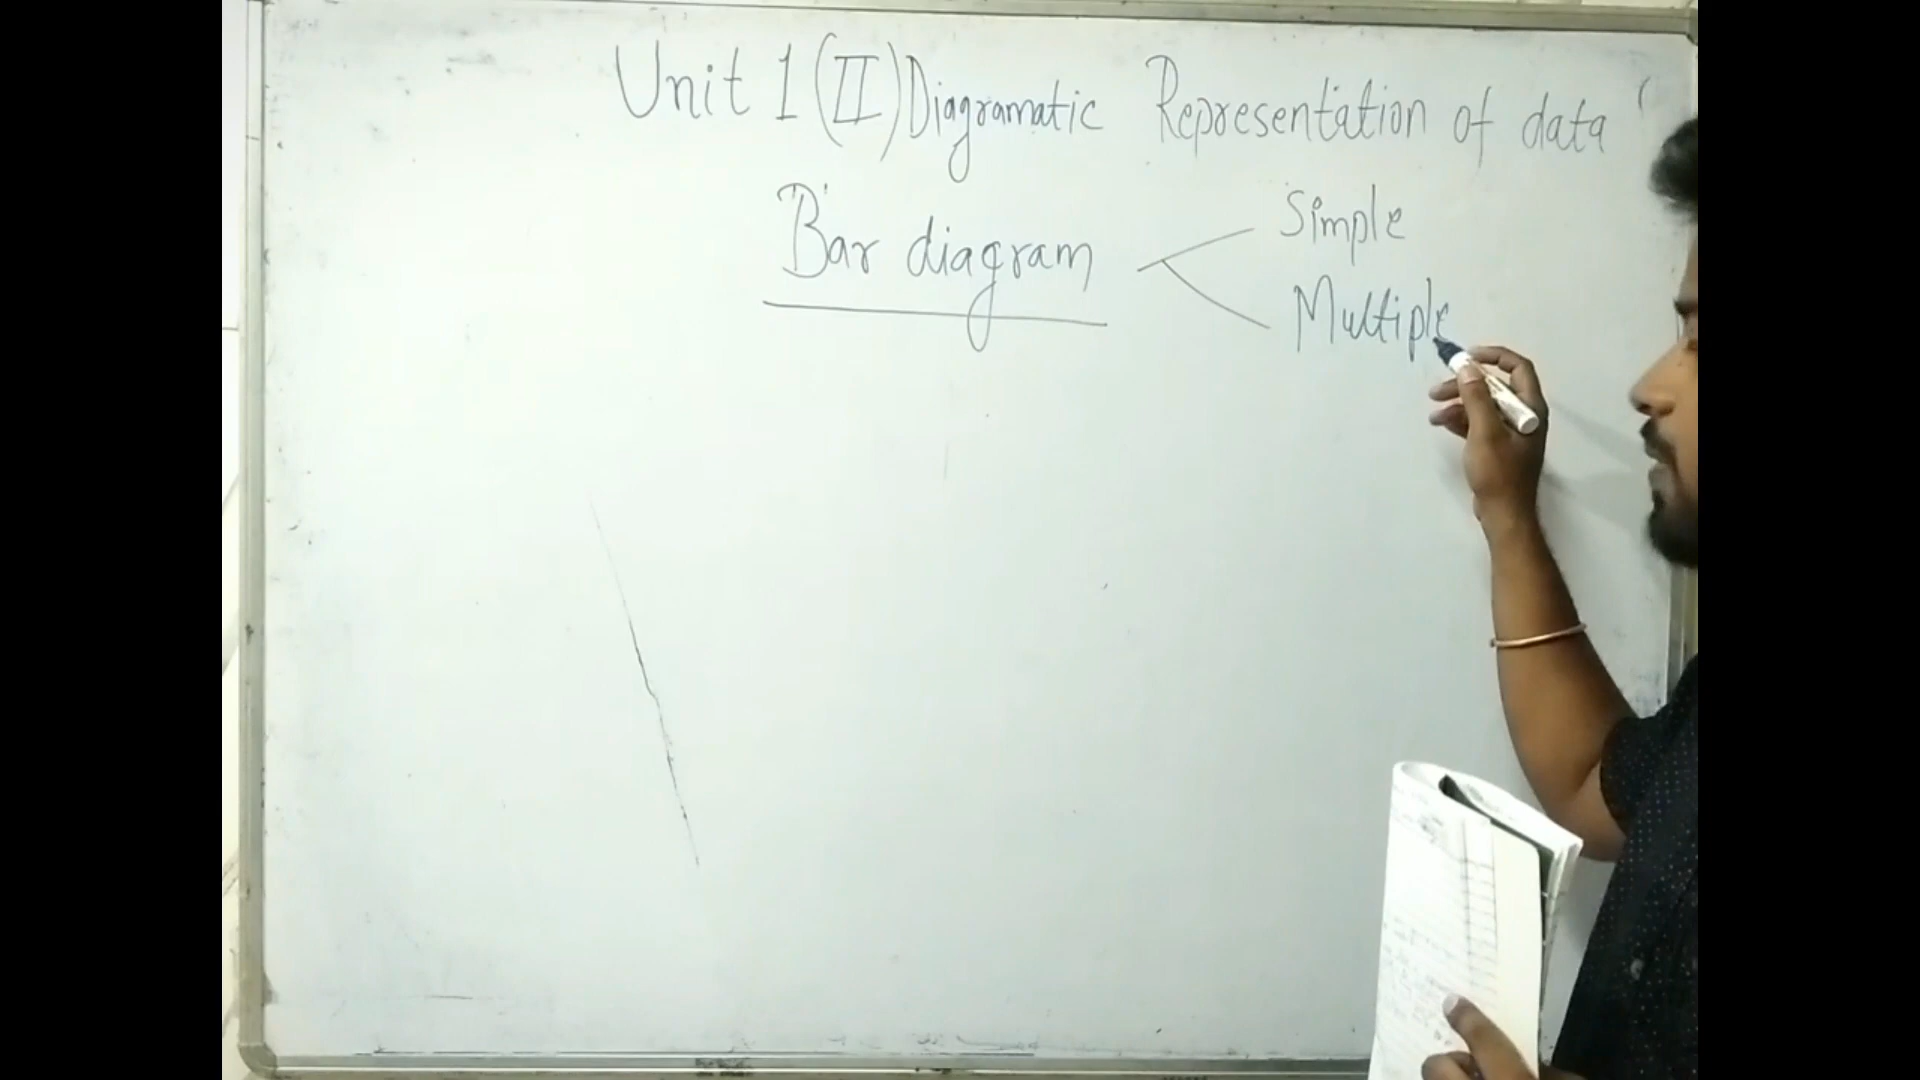 Unit 1 (II) Diagramatic Representation of data (
Bar diagram
Simple
Multiple